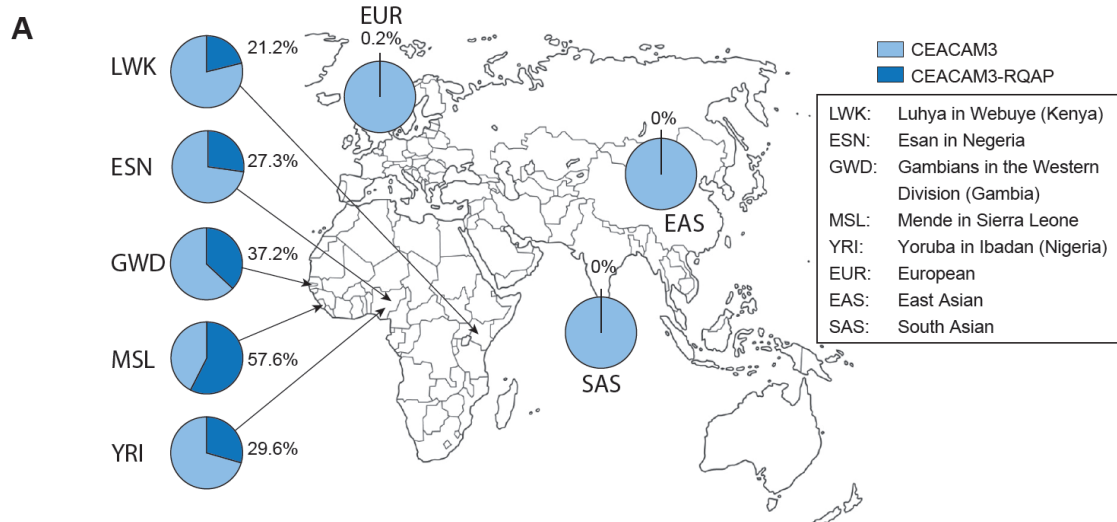 A
EUR
0.2%
LWK
21.2%
ESN
27.3%
GWD
37.2%
MSL
57.6%
YRI
29.6%
0%
EAS
0%
SAS
CEACAM3
CEACAM3-RQAP
LWK: Luhya in Webuye (Kenya)
ESN: Esan in Negeria
GWD: Gambians in the Western
Division (Gambia)
MSL: Mende in Sierra Leone
YRI: Yoruba in Ibadan (Nigeria)
EUR: European
EAS: East Asian
SAS: South Asian